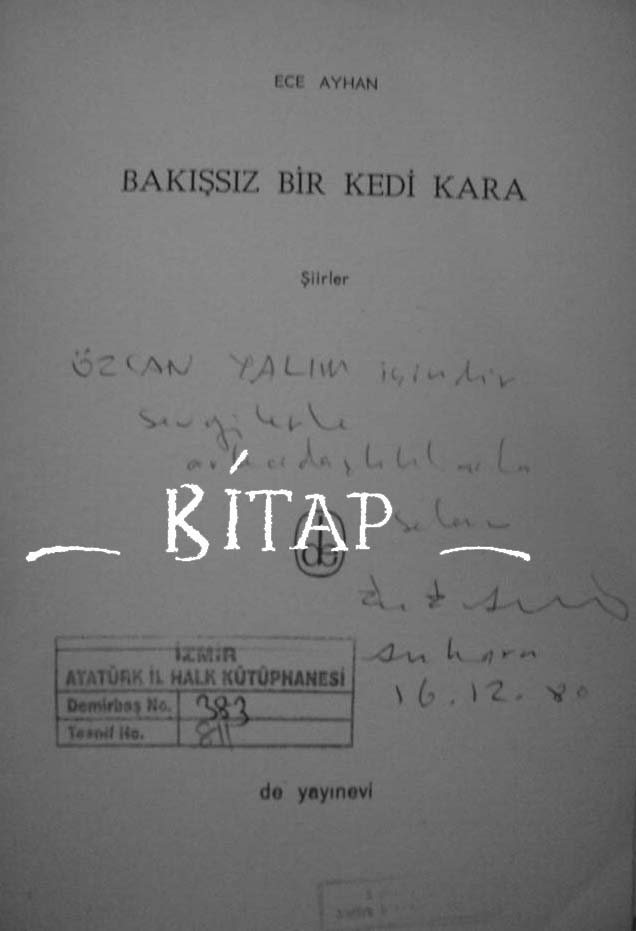 ECE AYHAN
BAKIŞSIZ BİR KEDİ KARA
Şiirler
ÖZCAN YALIM içindir
sevgilerle
arkadaşlıklarla
KİTAP
selam
de
Ankara
16.12.80
İZMİR
ATATÜRK İL HALK KÜTÜPHANESİ
Demirbaş No. 383
Tasnif No. 811
de yayınevi